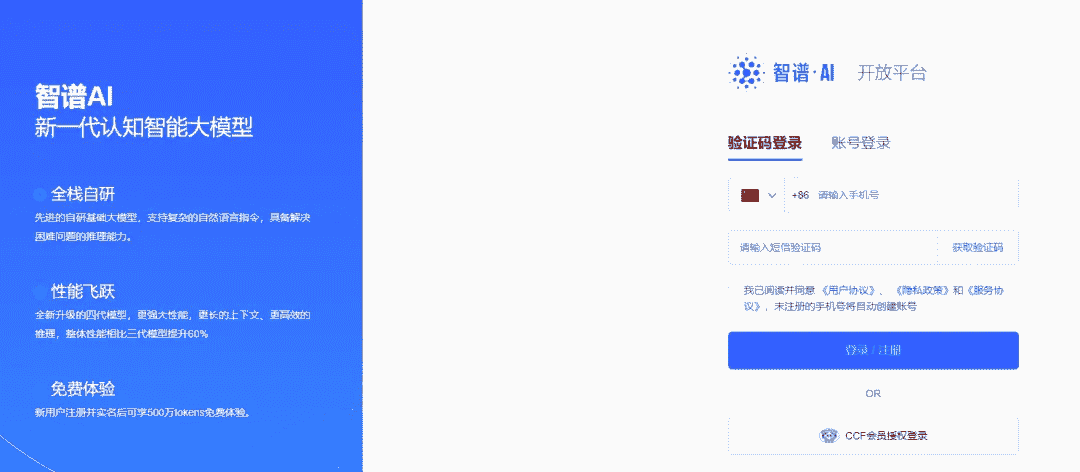 智谱AI
新一代认知智能大模型
全栈自研
先进的自研基础大模型，支持复杂的自然语言指令，具备解决
困难问题的推理能力。
性能飞跃
全新升级的四代模型，更强大性能，更长的上下文、更高效的
推理，整体性能相比三代模型提升60%
免费体验
新用户注册并实名后可享500万tokens免费体验。
智谱·AI 开放平台
验证码登录 账号登录
+86 请输入手机号
请输入短信验证码 获取验证码
我已阅读并同意《用户协议》、《隐私政策》和《服务协
议》，未注册的手机号将自动创建账号
登录 / 注册
OR
CCF会员授权登录